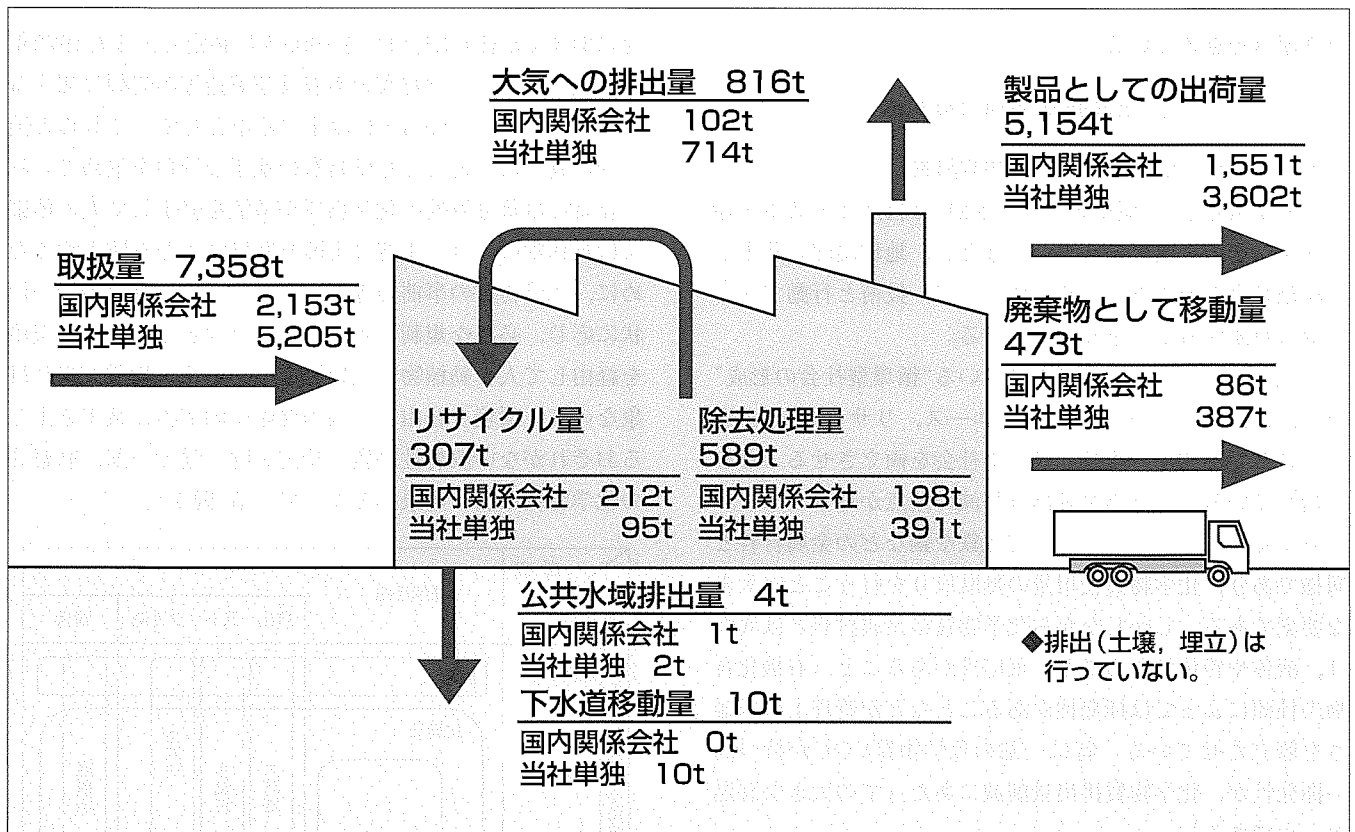 大気への排出量 816t
国内関係会社 102t
当社単独 714t
製品としての出荷量
5,154t
国内関係会社 1,551t
当社単独 3,602t
取扱量 7,358t
国内関係会社 2,153t
当社単独 5,205t
廃棄物として移動量
473t
国内関係会社 86t
当社単独 387t
リサイクル量
307t
国内関係会社 212t
当社単独 95t
除去処理量
589t
国内関係会社 198t
当社単独 391t
公共水域排出量 4t
国内関係会社 1t
当社単独 2t
下水道移動量 10t
国内関係会社 0t
当社単独 10t
◆排出(土壌，埋立)は
行っていない。